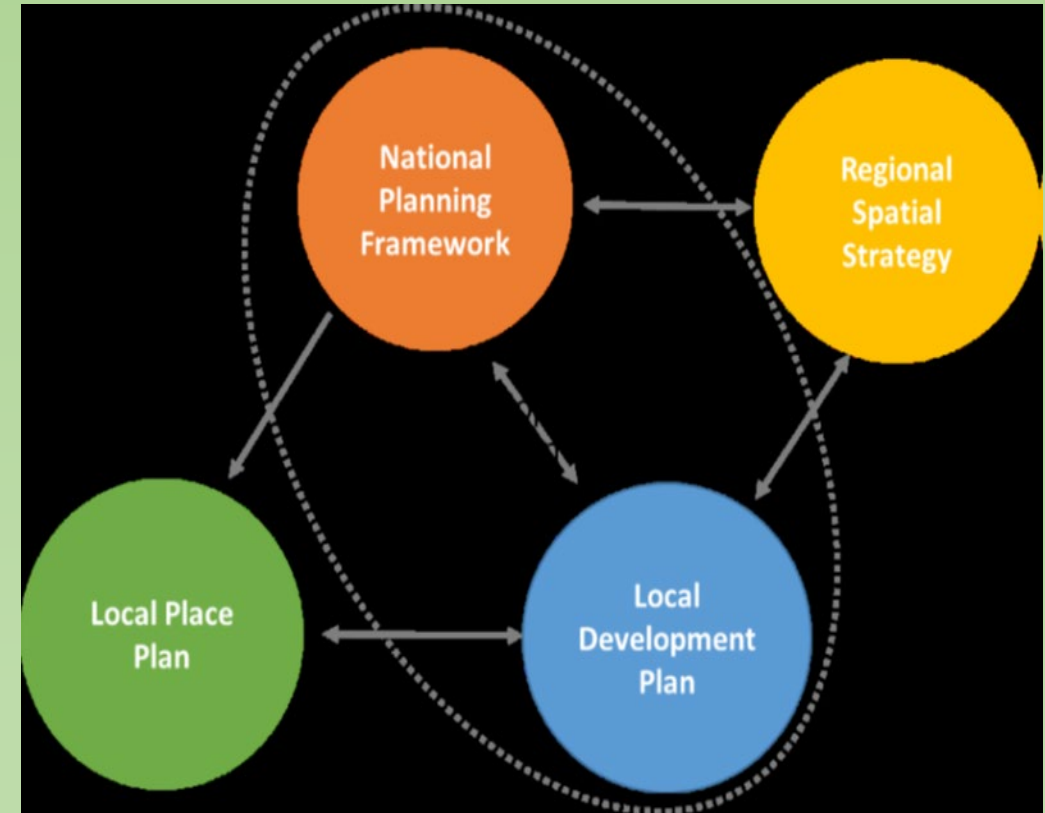 National
Planning
Framework
Regional
Spatial
Strategy
Local Place
Plan
Local
Development
Plan